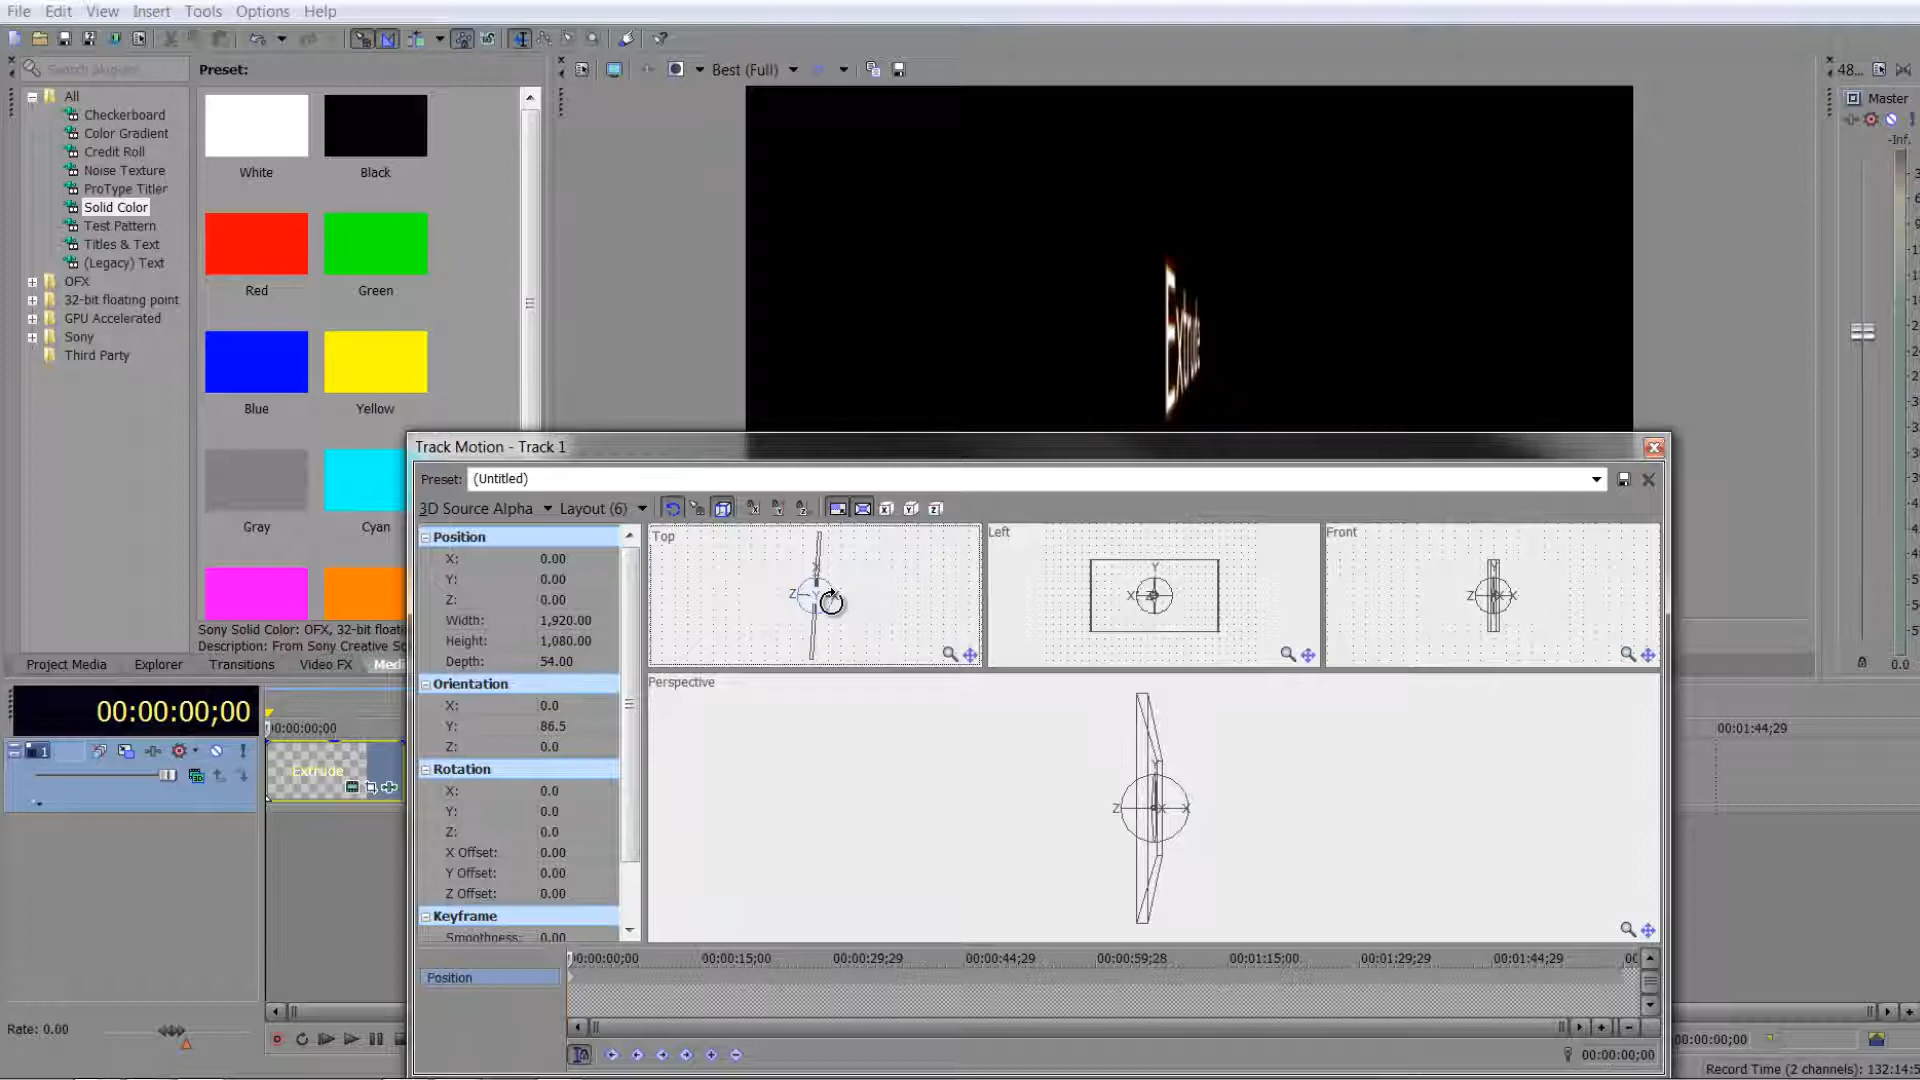 File Edit View Insert Tools Options Help
Preset:
Best (Full)
48...
All
Checkerboard
Color Gradient
Credit Roll
Noise Texture
ProType Titler
Solid Color
Test Pattern
Titles & Text
(Legacy) Text
OFX
32-bit floating point
GPU Accelerated
Sony
Third Party
White Black
Red Green
Blue Yellow
Gray Cyan
Master
-Inf.
0.0
Extrude
Sony Solid Color: OFX, 32-bit floati
Description: From Sony Creative So
Project Media Explorer Transitions Video FX Medi
00:00:00;00
00:00:00;00
00:01:44;29
1
Extrude
Rate: 0.00
Track Motion - Track 1
Preset: (Untitled)
3D Source Alpha Layout (6)
Position
X: 0.00
Y: 0.00
Z: 0.00
Width: 1,920.00
Height: 1,080.00
Depth: 54.00
Orientation
X: 0.0
Y: 86.5
Z: 0.0
Rotation
X: 0.0
Y: 0.0
Z: 0.0
X Offset: 0.00
Y Offset: 0.00
Z Offset: 0.00
Keyframe
Smoothness: 0.00
Top Left Front
Perspective
00:00:00;00 00:00:15;00 00:00:29;29 00:00:44;29 00:00:59;28 00:01:15;00 00:01:29;29 00:01:44;29
Position
00:00:00;00
00:00:00;00
Record Time (2 channels): 132:14:5